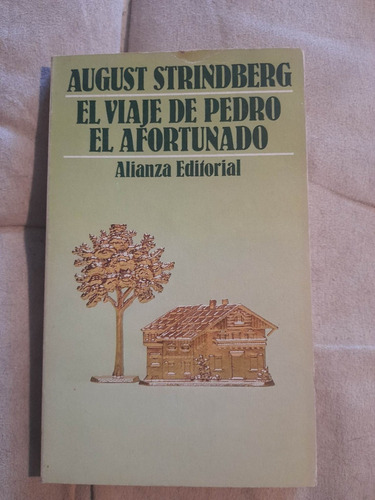 AUGUST STRINDBERG
EL VIAJE DE PEDRO
EL AFORTUNADO
Alianza Editorial